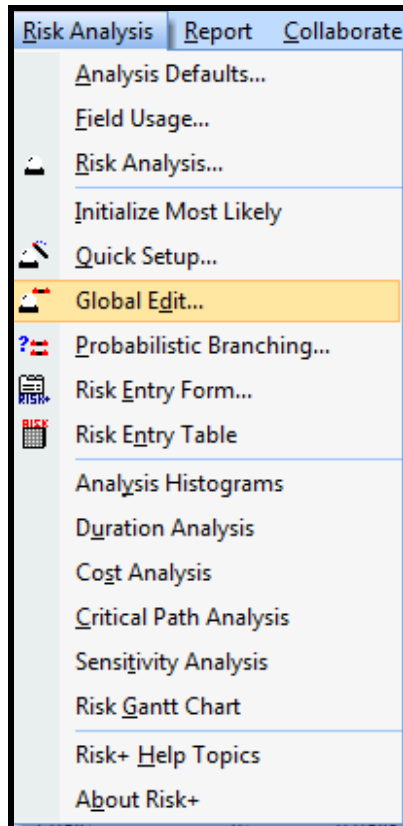 Risk Analysis Report Collaborate
Analysis Defaults...
Field Usage...
Risk Analysis...
Initialize Most Likely
Quick Setup...
Global Edit...
?
Probabilistic Branching...
RISK+
Risk Entry Form...
RISK
Risk Entry Table
Analysis Histograms
Duration Analysis
Cost Analysis
Critical Path Analysis
Sensitivity Analysis
Risk Gantt Chart
Risk+ Help Topics
About Risk+